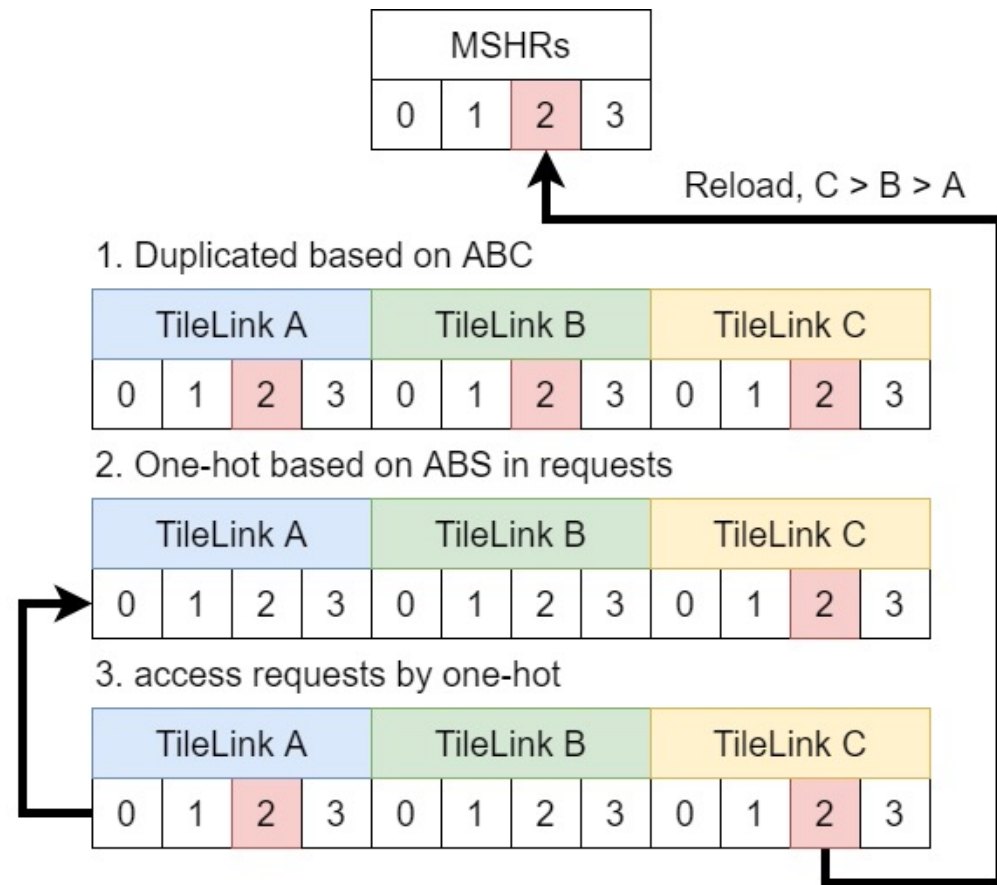 MSHRs
0 1 2 3
Reload, C > B > A
1. Duplicated based on ABC
TileLink A TileLink B TileLink C
0 1 2 3 0 1 2 3 0 1 2 3
2. One-hot based on ABS in requests
TileLink A TileLink B TileLink C
0 1 2 3 0 1 2 3 0 1 2 3
3. access requests by one-hot
TileLink A TileLink B TileLink C
0 1 2 3 0 1 2 3 0 1 2 3